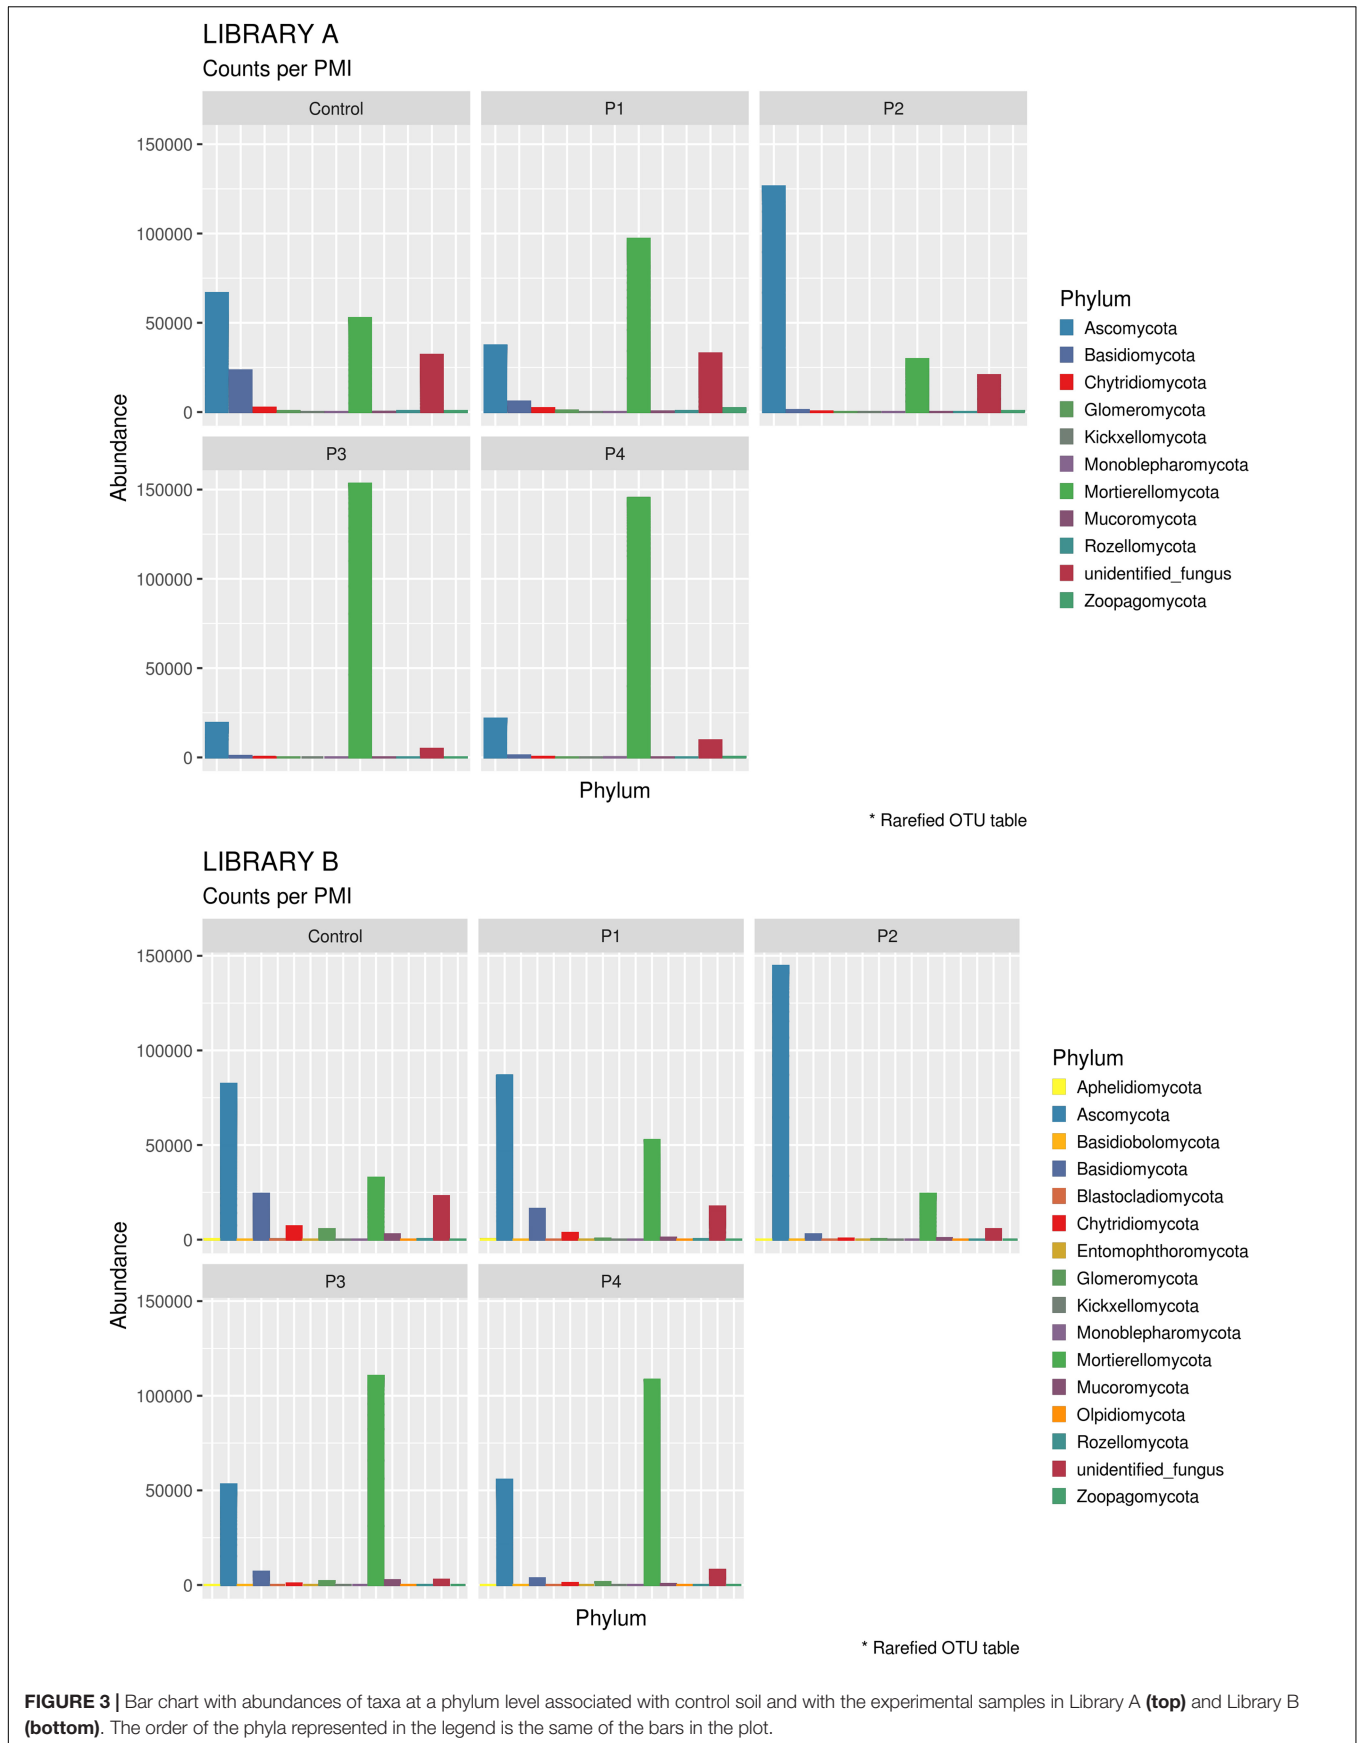 LIBRARY A
Counts per PMI
Control
P1
P2
150000
100000
50000
0
P3
P4
150000
100000
50000
0
Abundance
Phylum
* Rarefied OTU table
Phylum
Ascomycota
Basidiomycota
Chytridiomycota
Glomeromycota
Kickxellomycota
Monoblepharomycota
Mortierellomycota
Mucoromycota
Rozellomycota
unidentified_fungus
Zoopagomycota
LIBRARY B
Counts per PMI
Control
P1
P2
150000
100000
50000
0
P3
P4
150000
100000
50000
0
Abundance
Phylum
* Rarefied OTU table
Phylum
Aphelidiomycota
Ascomycota
Basidiobolomycota
Basidiomycota
Blastocladiomycota
Chytridiomycota
Entomophthoromycota
Glomeromycota
Kickxellomycota
Monoblepharomycota
Mortierellomycota
Mucoromycota
Olpidiomycota
Rozellomycota
unidentified_fungus
Zoopagomycota
FIGURE 3 | Bar chart with abundances of taxa at a phylum level associated with control soil and with the experimental samples in Library A (top) and Library B
(bottom). The order of the phyla represented in the legend is the same of the bars in the plot.